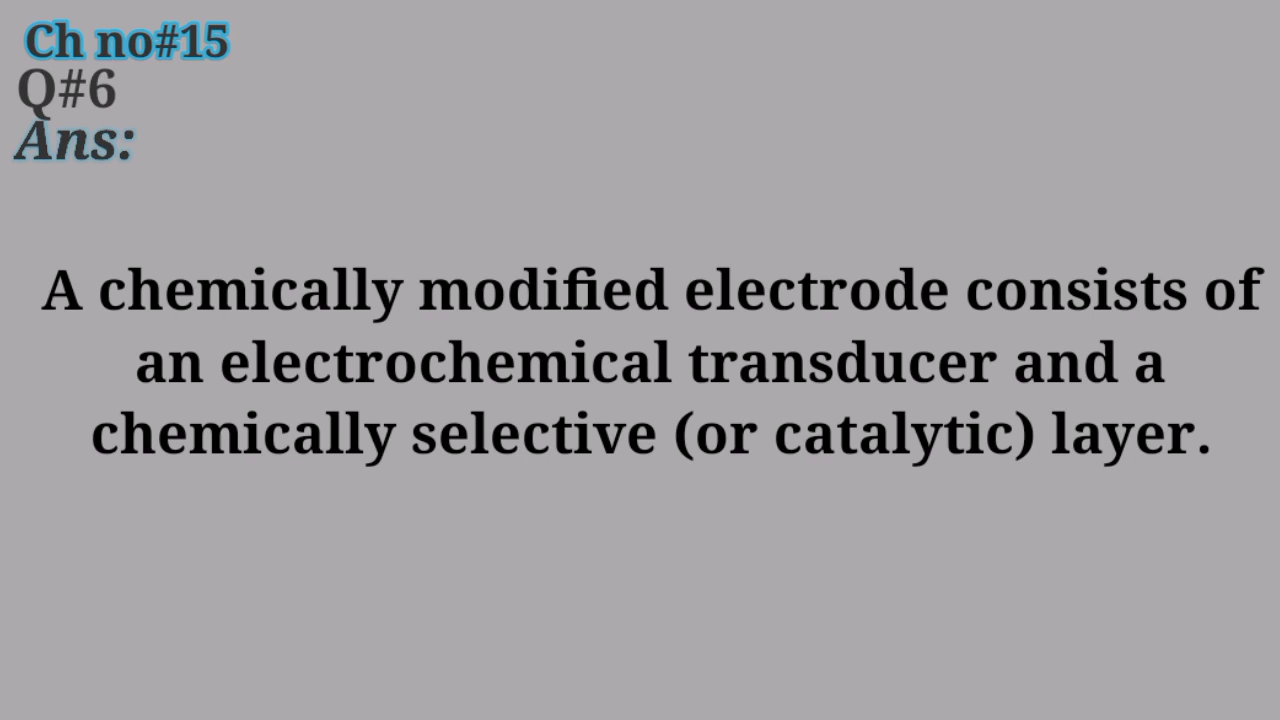 Ch no#15
Q#6
Ans:
A chemically modified electrode consists of
an electrochemical transducer and a
chemically selective (or catalytic) layer.